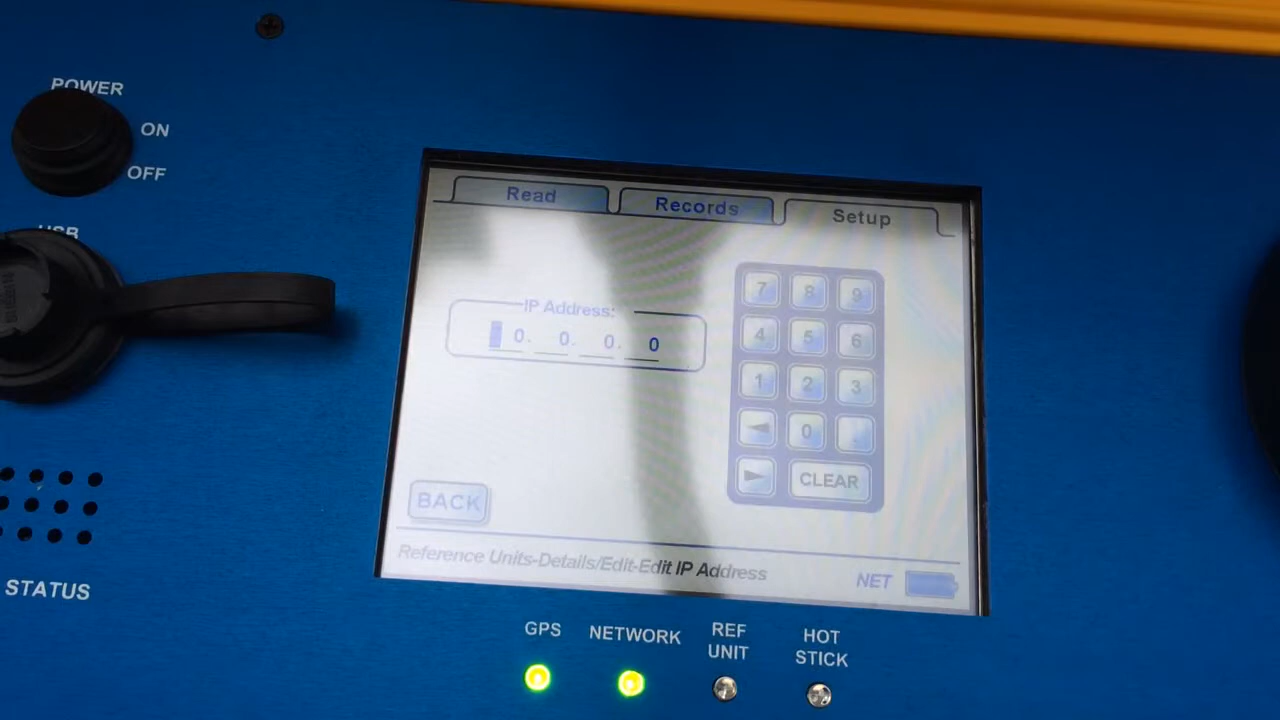 POWER
ON
OFF
USB
STATUS
Read
Records
Setup
IP Address:
0. 0. 0. 0
7 8 9
4 5 6
1 2 3
0 .
CLEAR
BACK
Reference Units-Details/Edit-Edit IP Address
NET
GPS
NETWORK
REF
UNIT
HOT
STICK